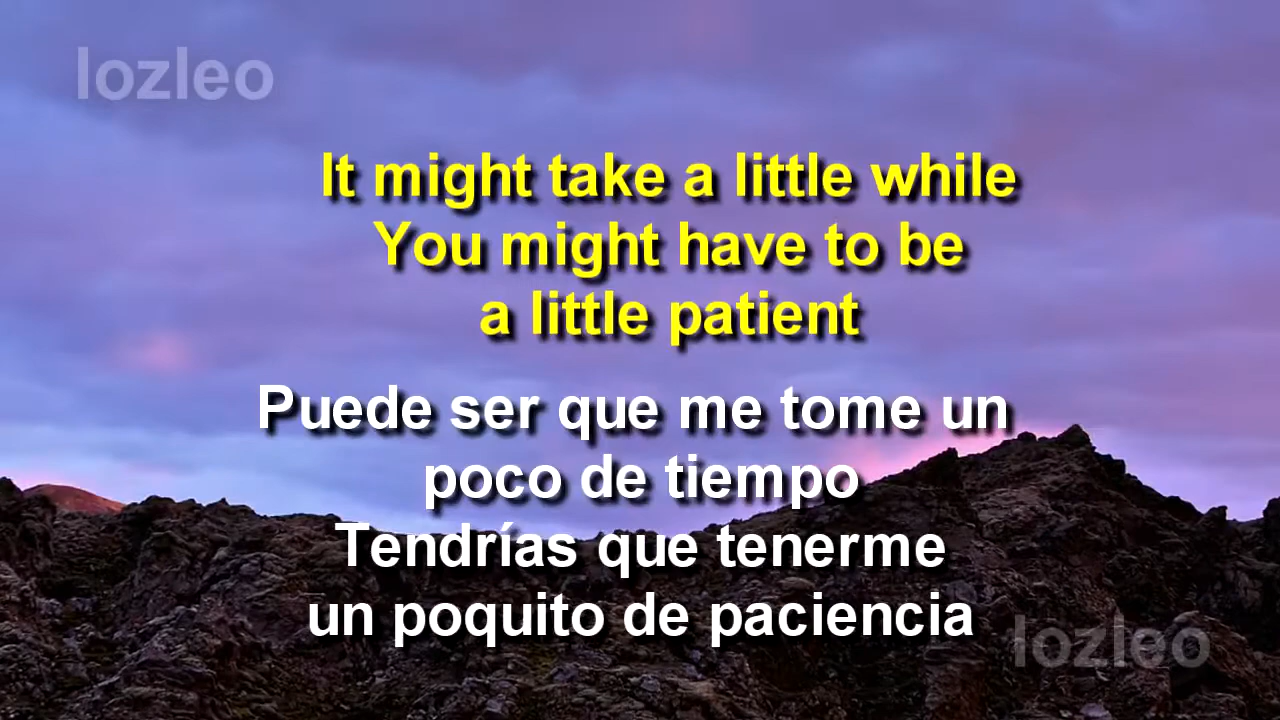 lozleo
It might take a little while
You might have to be
a little patient
Puede ser que me tome un
poco de tiempo
Tendrías que tenerme
un poquito de paciencia
lozleo